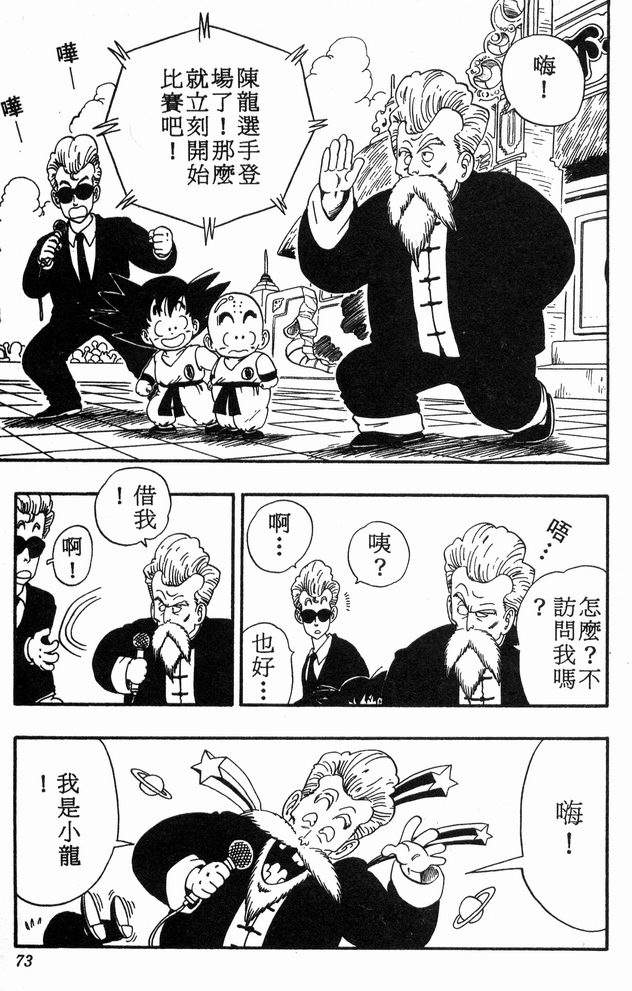 嗨！
陳龍選手登
場了！那麼
就立刻開始
比賽吧！
嘩—
嘩—
唔…
怎麼？不
訪問我嗎
？
咦？
啊…
也好…
借我
！
啊！
嗨！
我是小龍
！
73